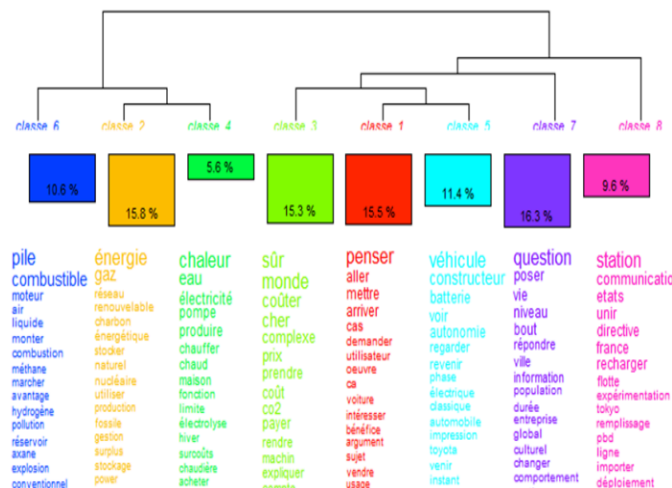 classe 6 classe 2 classe 4 classe 3 classe 1 classe 5 classe 7 classe 8
10.6 % 15.8 % 5.6 % 15.3 % 15.5 % 11.4 % 16.3 % 9.6 %
pile
combustible
moteur
air
liquide
monter
combustion
méthane
marcher
avantage
hydrogène
pollution
réservoir
axane
explosion
conventionnel
énergie
gaz
réseau
renouvelable
charbon
énergétique
stocker
naturel
nucléaire
utiliser
production
fossile
gestion
surplus
stockage
power
chaleur
eau
électricité
pompe
produire
chauffer
chaud
maison
fonction
limite
électrolyse
hiver
surcoûts
chaudière
acheter
sûr
monde
coûter
cher
complexe
prix
prendre
coût
co2
payer
rendre
machin
expliquer
penser
aller
mettre
arriver
cas
demander
utilisateur
oeuvre
ca
voiture
intéresser
bénéfice
argument
sujet
vendre
usage
véhicule
constructeur
batterie
voir
autonomie
regarder
revenir
phase
électrique
classique
automobile
impression
toyota
venir
instant
question
poser
vie
niveau
bout
répondre
ville
information
population
durée
entreprise
global
culturel
changer
comportement
station
communication
etats
unir
directive
france
recharger
flotte
expérimentation
tokyo
remplissage
pbd
ligne
importer
déploiement